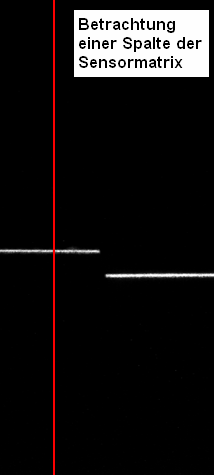 Betrachtung
einer Spalte der
Sensormatrix